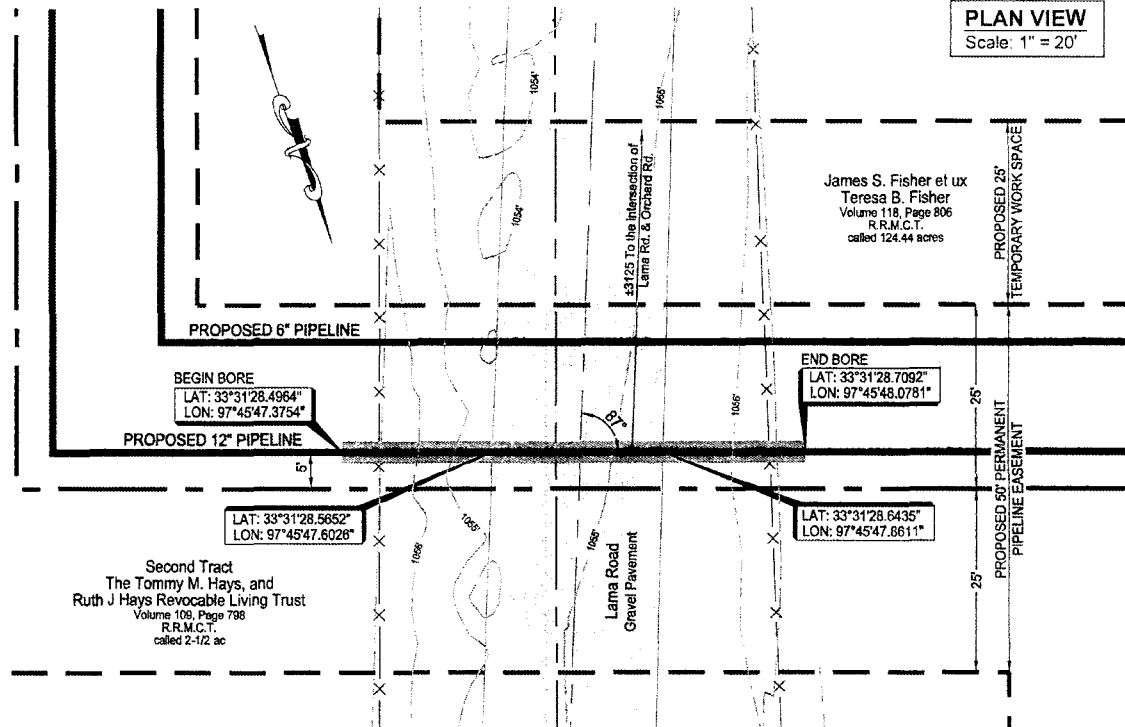 PLAN VIEW
Scale: 1" = 20'
1054'
1055'
1054'
±3125 To the intersection of
Lama Rd. & Orchard Rd.
James S. Fisher et ux
Teresa B. Fisher
Volume 118, Page 806
R.R.M.C.T.
called 124.44 acres
PROPOSED 25'
TEMPORARY WORK SPACE
PROPOSED 6" PIPELINE
BEGIN BORE
LAT: 33°31'28.4964"
LON: 97°45'47.3754"
END BORE
LAT: 33°31'28.7092"
LON: 97°45'48.0781"
1056'
25'
87°
PROPOSED 12" PIPELINE
5'
PROPOSED 50' PERMANENT
PIPELINE EASEMENT
LAT: 33°31'28.5652"
LON: 97°45'47.6026"
LAT: 33°31'28.6435"
LON: 97°45'47.8611"
1055'
1056'
25'
Lama Road
Gravel Pavement
Second Tract
The Tommy M. Hays, and
Ruth J Hays Revocable Living Trust
Volume 109, Page 798
R.R.M.C.T.
called 2-1/2 ac